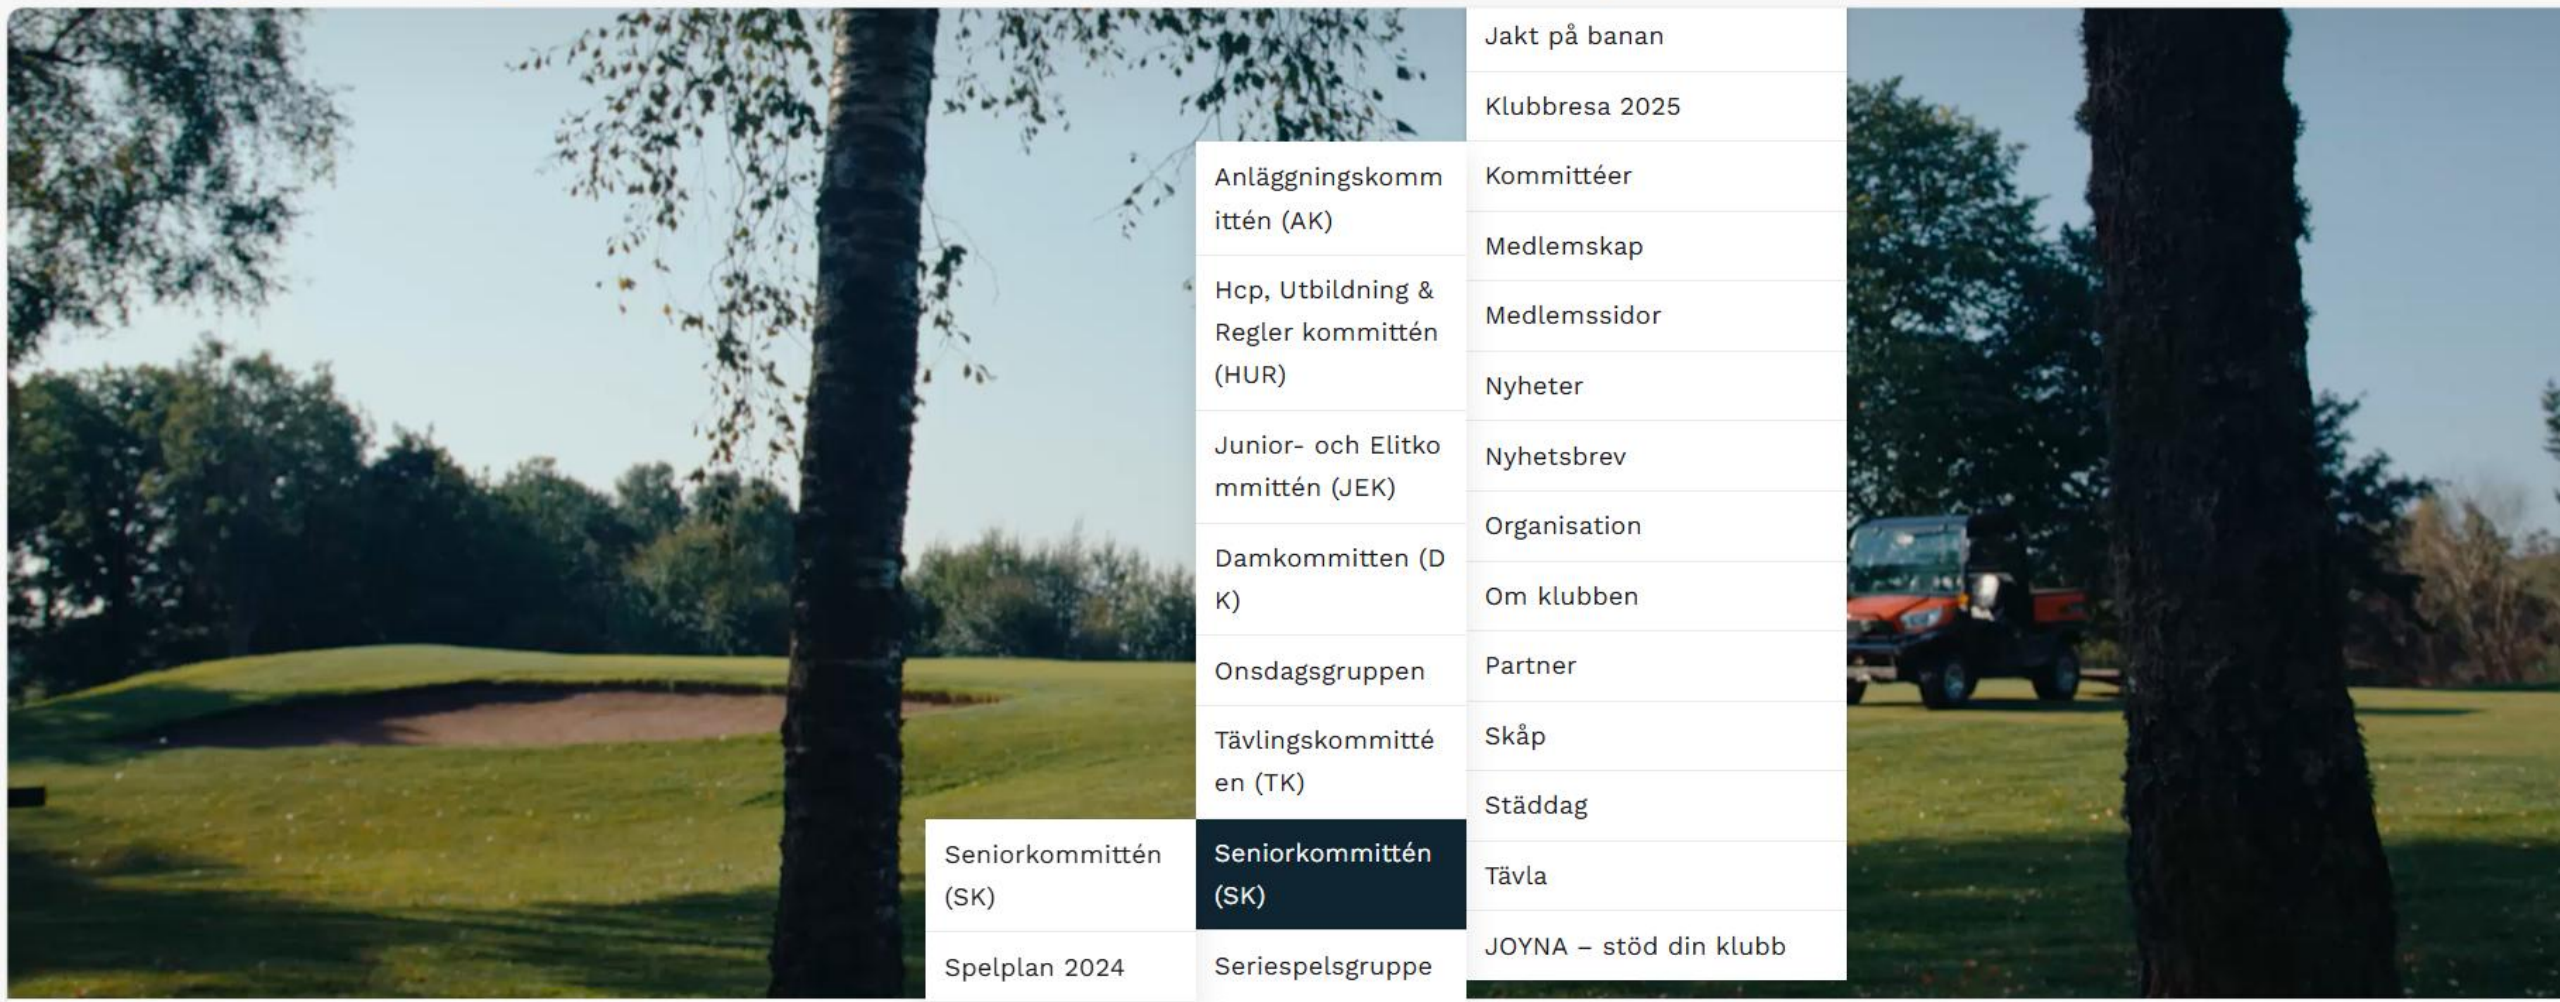 Jakt på banan
Klubbresa 2025
Kommittéer
Medlemskap
Medlemssidor
Nyheter
Nyhetsbrev
Organisation
Om klubben
Partner
Skåp
Städdag
Tävla
JOYNA – stöd din klubb
Anläggningskomm
ittén (AK)
Hcp, Utbildning &
Regler kommittén
(HUR)
Junior- och Elitko
mmittén (JEK)
Damkommitten (D
K)
Onsdagsgruppen
Tävlingskommitté
en (TK)
Seniorkommittén
(SK)
Seriespelsgruppe
Seniorkommittén
(SK)
Spelplan 2024